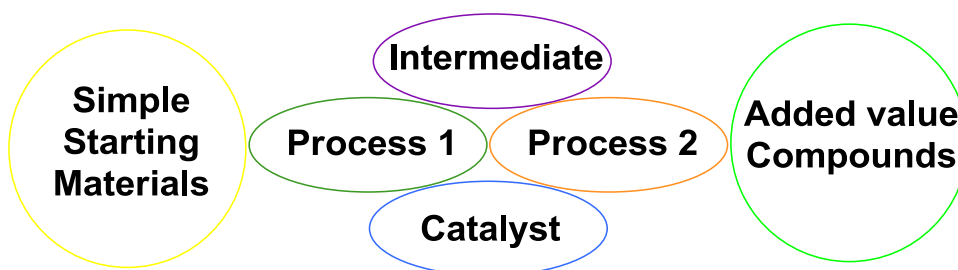 Simple
Starting
Materials
Intermediate
Process 1
Process 2
Catalyst
Added value
Compounds